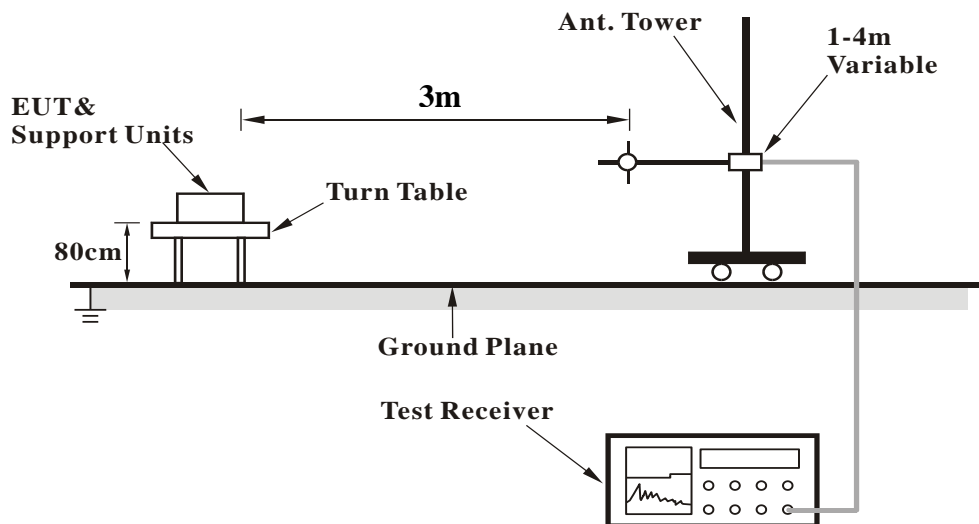 Ant. Tower
1-4m
Variable
3m
EUT&
Support Units
Turn Table
80cm
Ground Plane
Test Receiver